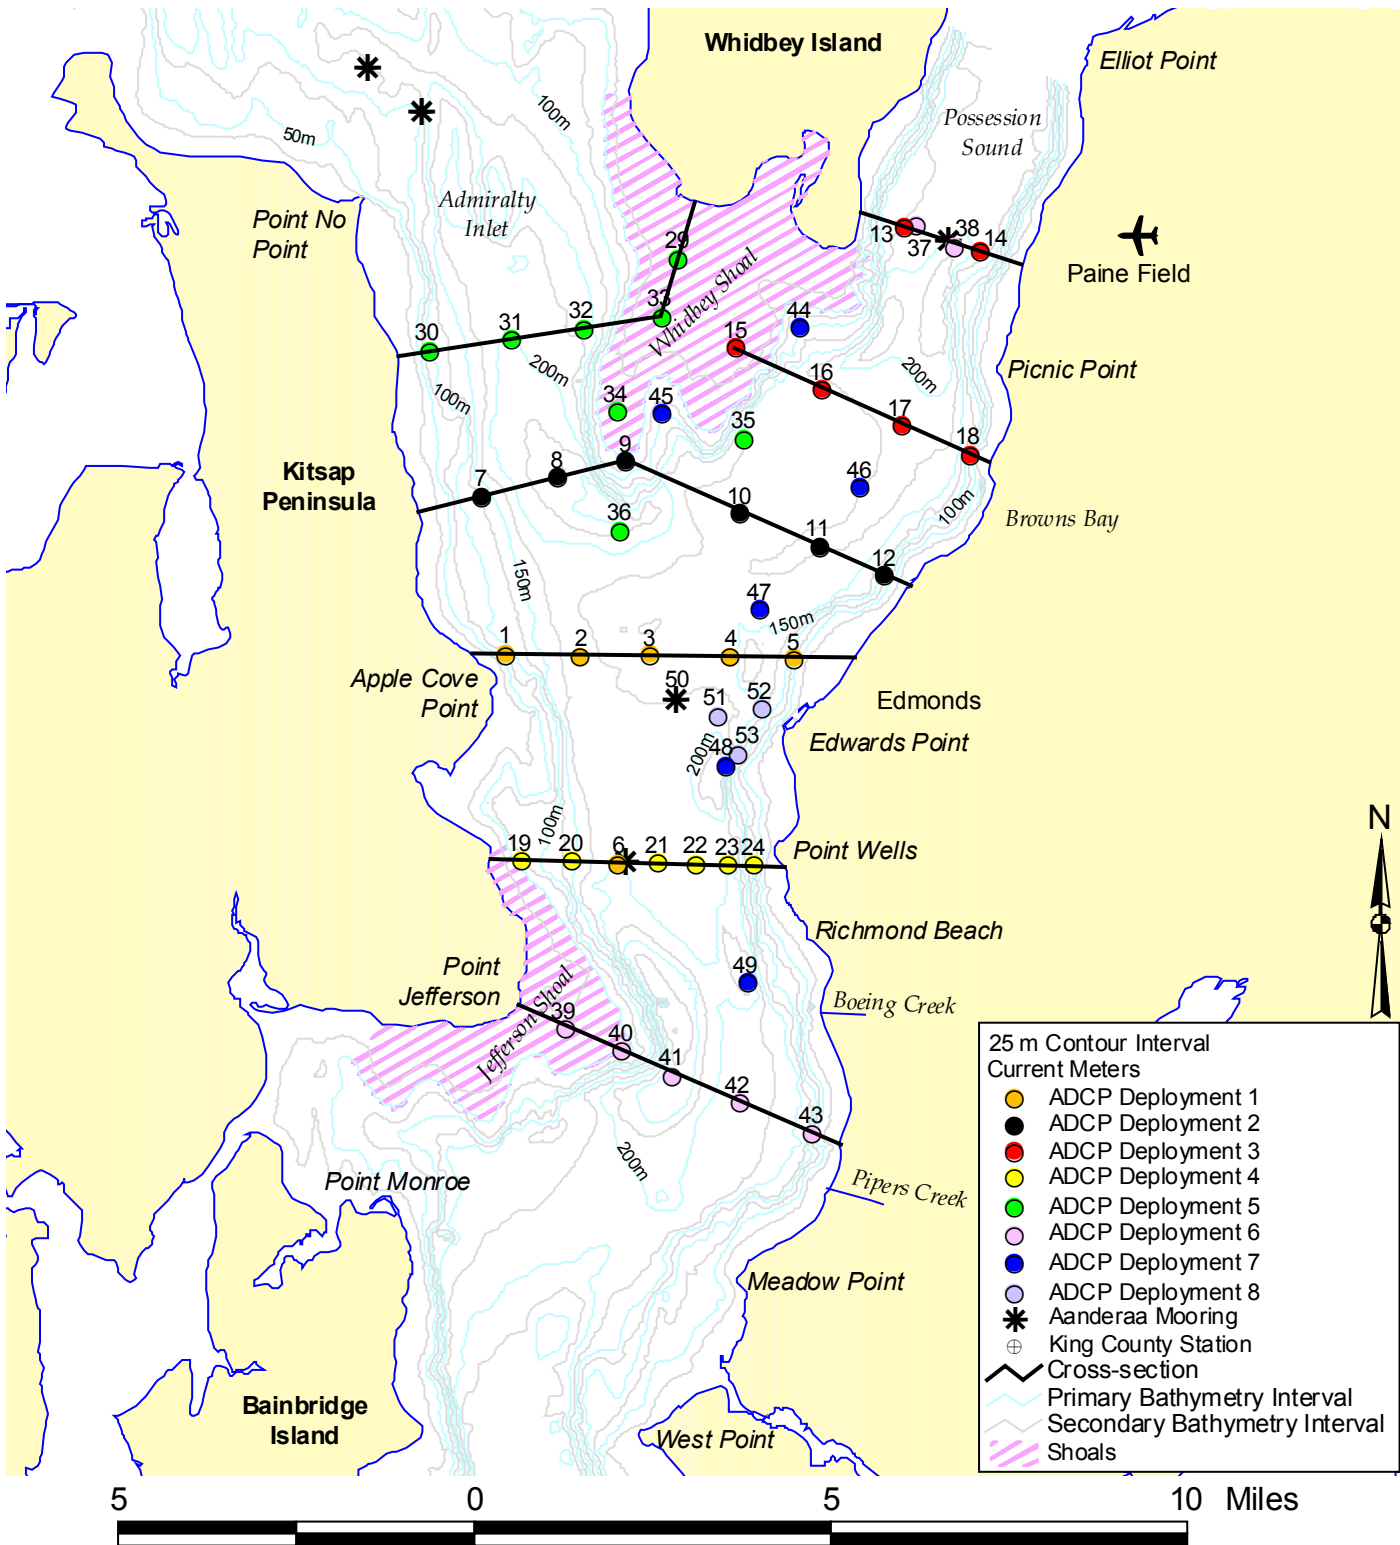 Whidbey Island
Elliot Point
100m
Possession
Sound
50m
Admiralty
Inlet
Point No
Point
13
37
38
14
Paine Field
29
Whidbey Shoal
33
32
31
30
44
15
200m
100m
16
200m
Picnic Point
34
45
35
17
18
9
8
7
Kitsap
Peninsula
46
10
100m
Browns Bay
36
11
12
150m
47
150m
1
2
3
4
5
Apple Cove
Point
50
51
52
Edmonds
200m
48
53
Edwards Point
100m
19
20
6
21
22
23
24
Point Wells
Richmond Beach
Point
Jefferson
49
Boeing Creek
Jefferson Shoal
39
40
41
42
43
200m
Point Monroe
Pipers Creek
Meadow Point
Bainbridge
Island
West Point
N
25 m Contour Interval
Current Meters
ADCP Deployment 1
ADCP Deployment 2
ADCP Deployment 3
ADCP Deployment 4
ADCP Deployment 5
ADCP Deployment 6
ADCP Deployment 7
ADCP Deployment 8
Aanderaa Mooring
King County Station
Cross-section
Primary Bathymetry Interval
Secondary Bathymetry Interval
Shoals
5 0 5 10 Miles